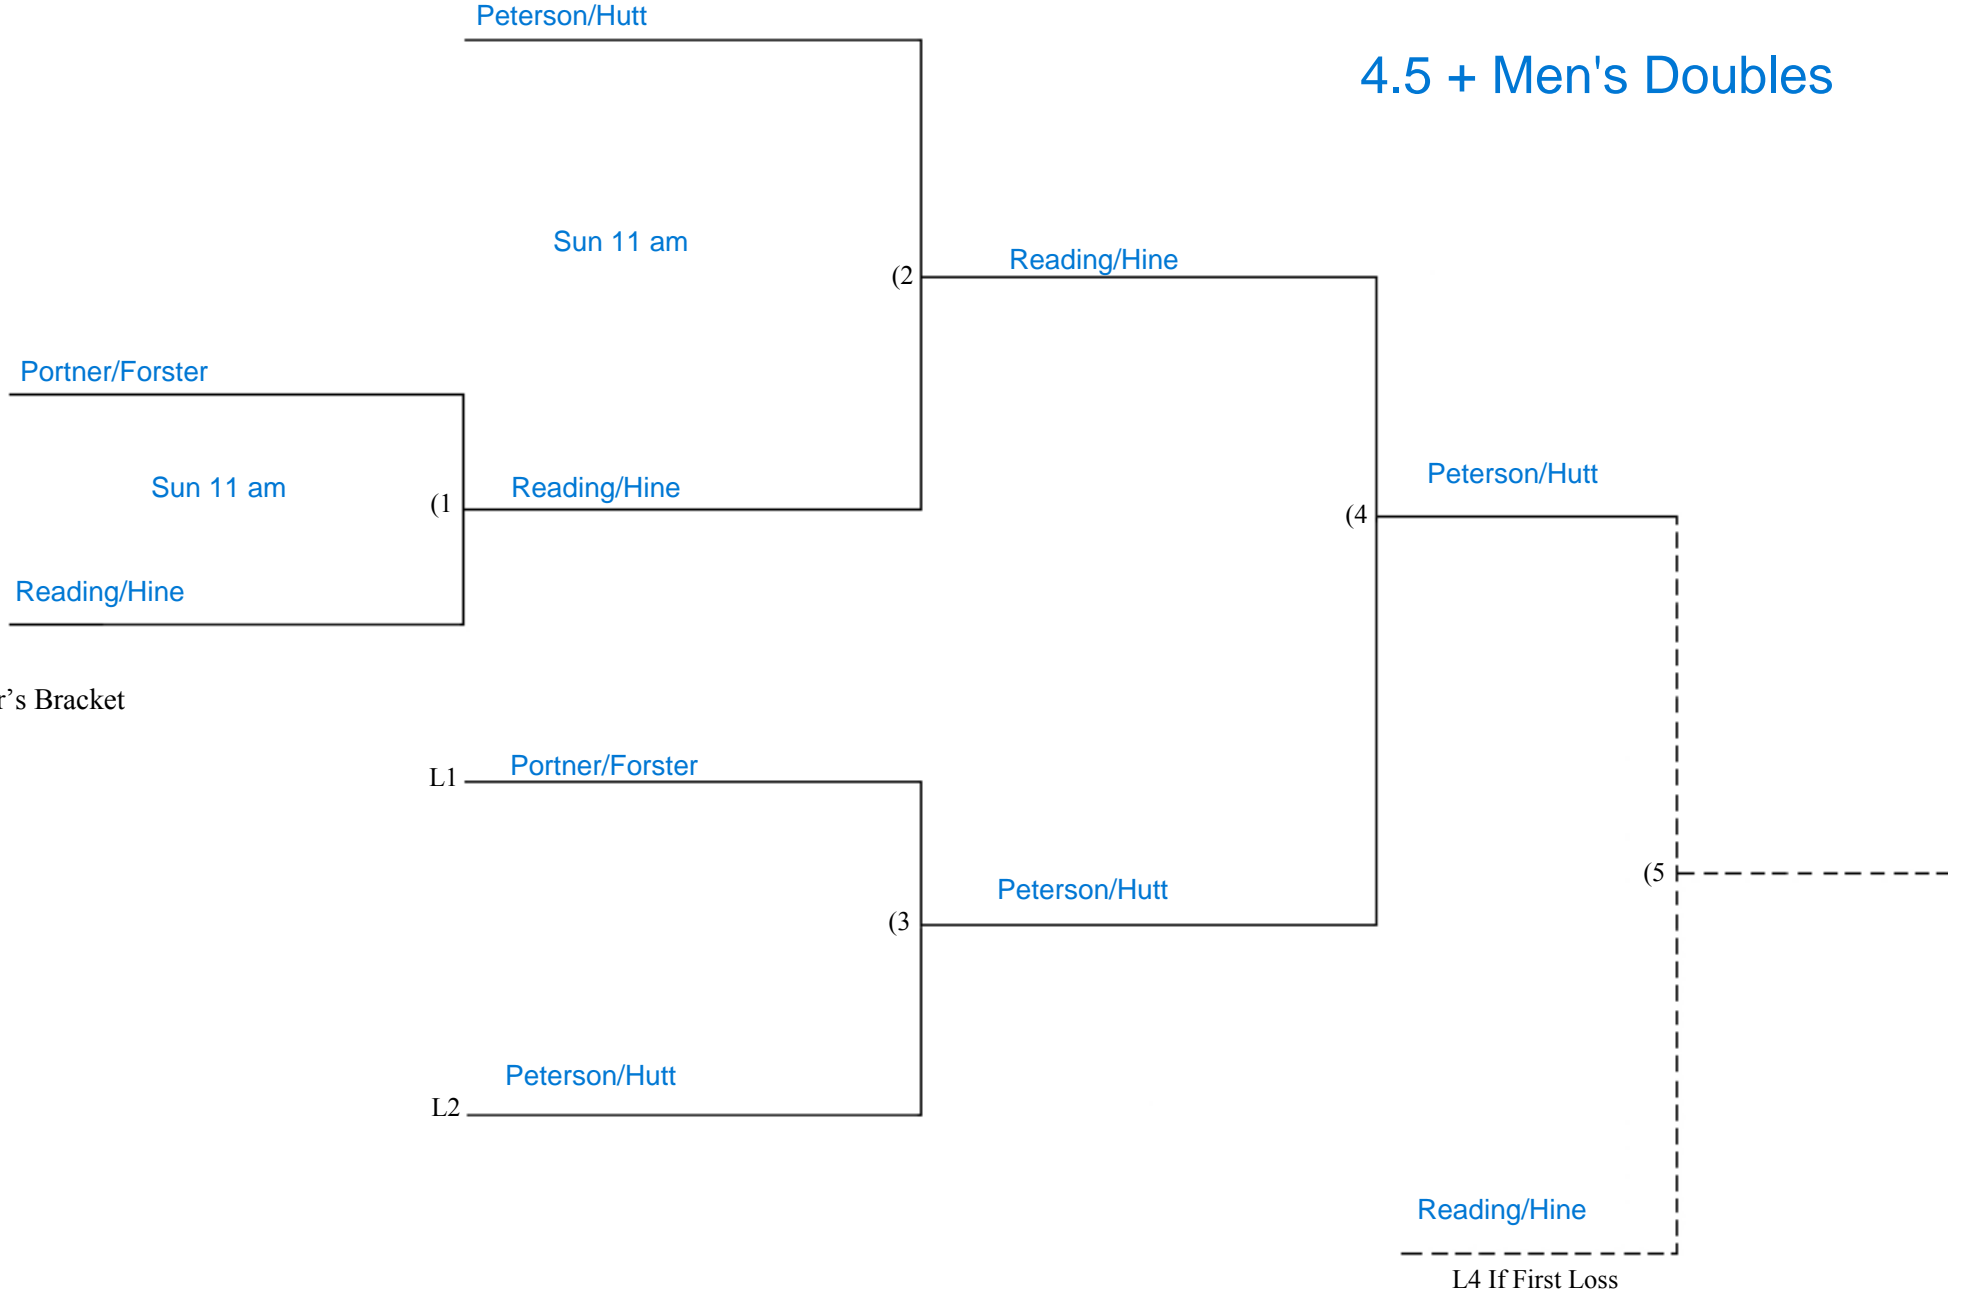 Peterson/Hutt
4.5 + Men's Doubles
Sun 11 am
(2
Reading/Hine
Portner/Forster
Sun 11 am
(1
Reading/Hine
Peterson/Hutt
(4
Reading/Hine
r’s Bracket
L1
Portner/Forster
(5
Peterson/Hutt
(3
Peterson/Hutt
L2
Reading/Hine
L4 If First Loss